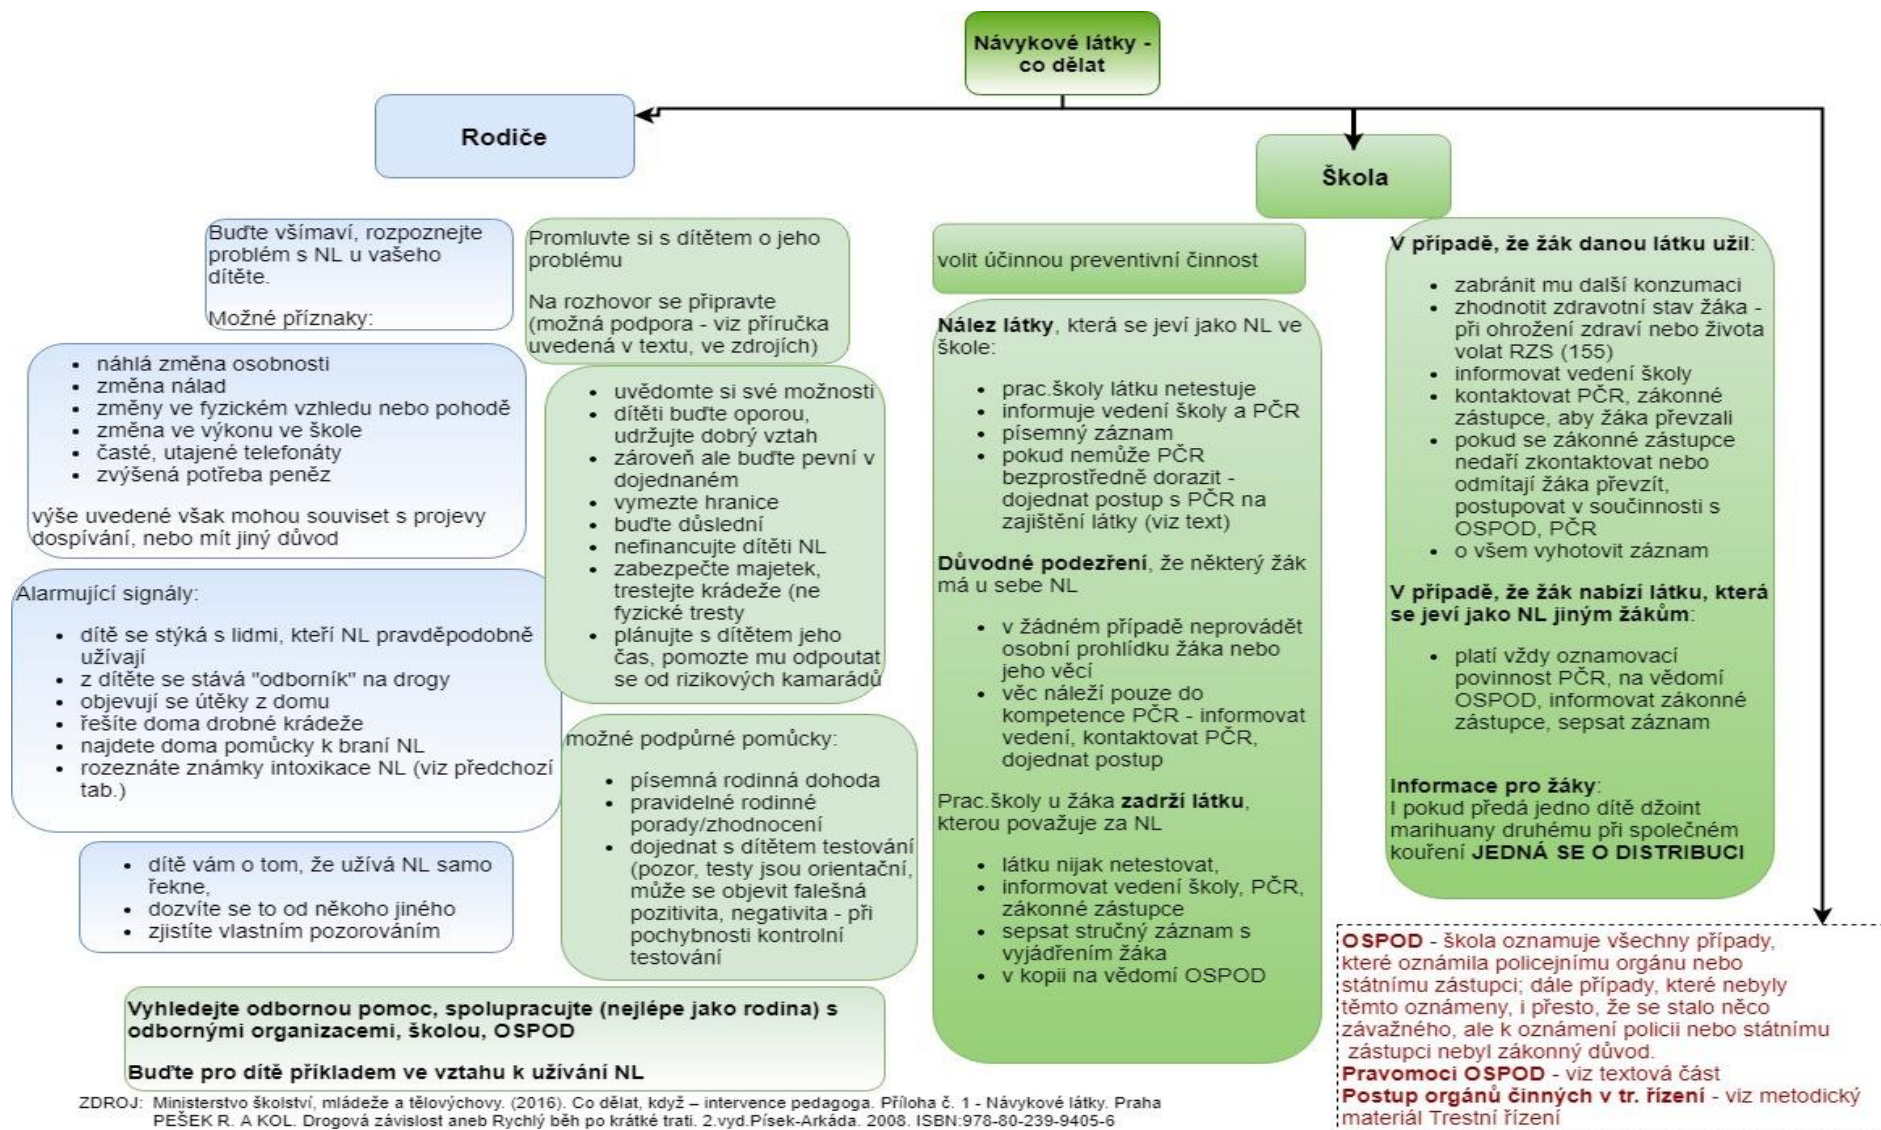 Návykové látky -
co dělat
Rodiče
Škola
Buďte všímaví, rozpoznejte
problém s NL u vašeho
dítěte.
Možné příznaky:
• náhlá změna osobnosti
• změna nálad
• změny ve fyzickém vzhledu nebo pohodě
• změna ve výkonu ve škole
• časté, utajené telefonáty
• zvýšená potřeba peněz
výše uvedené však mohou souviset s projevy
dospívání, nebo mít jiný důvod
Alarmující signály:
• dítě se stýká s lidmi, kteří NL pravděpodobně
užívají
• z dítěte se stává "odborník" na drogy
• objevují se útěky z domu
• řešíte doma drobné krádeže
• najdete doma pomůcky k braní NL
• rozeznáte známky intoxikace NL (viz předchozí
tab.)
• dítě vám o tom, že užívá NL samo
řekne,
• dozvíte se to od někoho jiného
• zjistíte vlastním pozorováním
Promluvte si s dítětem o jeho
problému
Na rozhovor se připravte
(možná podpora - viz příručka
uvedená v textu, ve zdrojích)
• uvědomte si své možnosti
• dítěti buďte oporou,
udržujte dobrý vztah
• zároveň ale buďte pevní v
dojednaném
• vymezte hranice
• buďte důslední
• nefinancujte dítěti NL
• zabezpečte majetek,
trestejte krádeže (ne
fyzické tresty
• plánujte s dítětem jeho
čas, pomozte mu odpoutat
se od rizikových kamarádů
možné podpůrné pomůcky:
• písemná rodinná dohoda
• pravidelné rodinné
porady/zhodnocení
• dojednat s dítětem testování
(pozor, testy jsou orientační,
může se objevit falešná
pozitivita, negativita - při
pochybnosti kontrolní
testování
Vyhledejte odbornou pomoc, spolupracujte (nejlépe jako rodina) s
odbornými organizacemi, školou, OSPOD
Buďte pro dítě příkladem ve vztahu k užívání NL
volit účinnou preventivní činnost
Nález látky, která se jeví jako NL ve
škole:
• prac.školy látku netestuje
• informuje vedení školy a PČR
• písemný záznam
• pokud nemůže PČR
bezprostředně dorazit -
dojednat postup s PČR na
zajištění látky (viz text)
Důvodné podezření, že některý žák
má u sebe NL
• v žádném případě neprovádět
osobní prohlídku žáka nebo
jeho věcí
• věc náleží pouze do
kompetence PČR - informovat
vedení, kontaktovat PČR,
dojednat postup
Prac.školy u žáka zadrží látku,
kterou považuje za NL
• látku nijak netestovat,
• informovat vedení školy, PČR,
zákonné zástupce
• sepsat stručný záznam s
vyjádřením žáka
• v kopii na vědomí OSPOD
V případě, že žák danou látku užil:
• zabránit mu další konzumaci
• zhodnotit zdravotní stav žáka -
při ohrožení zdraví nebo života
volat RZS (155)
• informovat vedení školy
• kontaktovat PČR, zákonné
zástupce, aby žáka převzali
• pokud se zákonné zástupce
nedaří zkontaktovat nebo
odmítají žáka převzít,
postupovat v součinnosti s
OSPOD, PČR
• o všem vyhotovit záznam
V případě, že žák nabízí látku, která
se jeví jako NL jiným žákům:
• platí vždy oznamovací
povinnost PČR, na vědomí
OSPOD, informovat zákonné
zástupce, sepsat záznam
Informace pro žáky:
I pokud předá jedno dítě džoint
marihuany druhému při společném
kouření JEDNÁ SE O DISTRIBUCI
OSPOD - škola oznamuje všechny případy,
které oznámila policejnímu orgánu nebo
státnímu zástupci; dále případy, které nebyly
těmto oznámeny, i přesto, že se stalo něco
závažného, ale k oznámení policii nebo státnímu
zástupci nebyl zákonný důvod.
Pravomoci OSPOD - viz textová část
Postup orgánů činných v tr. řízení - viz metodický
materiál Trestní řízení
ZDROJ: Ministerstvo školství, mládeže a tělovýchovy. (2016). Co dělat, když – intervence pedagoga. Příloha č. 1 - Návykové látky. Praha
PEŠEK R. A KOL. Drogová závislost aneb Rychlý běh po krátké trati. 2.vyd.Písek-Arkáda. 2008. ISBN:978-80-239-9405-6